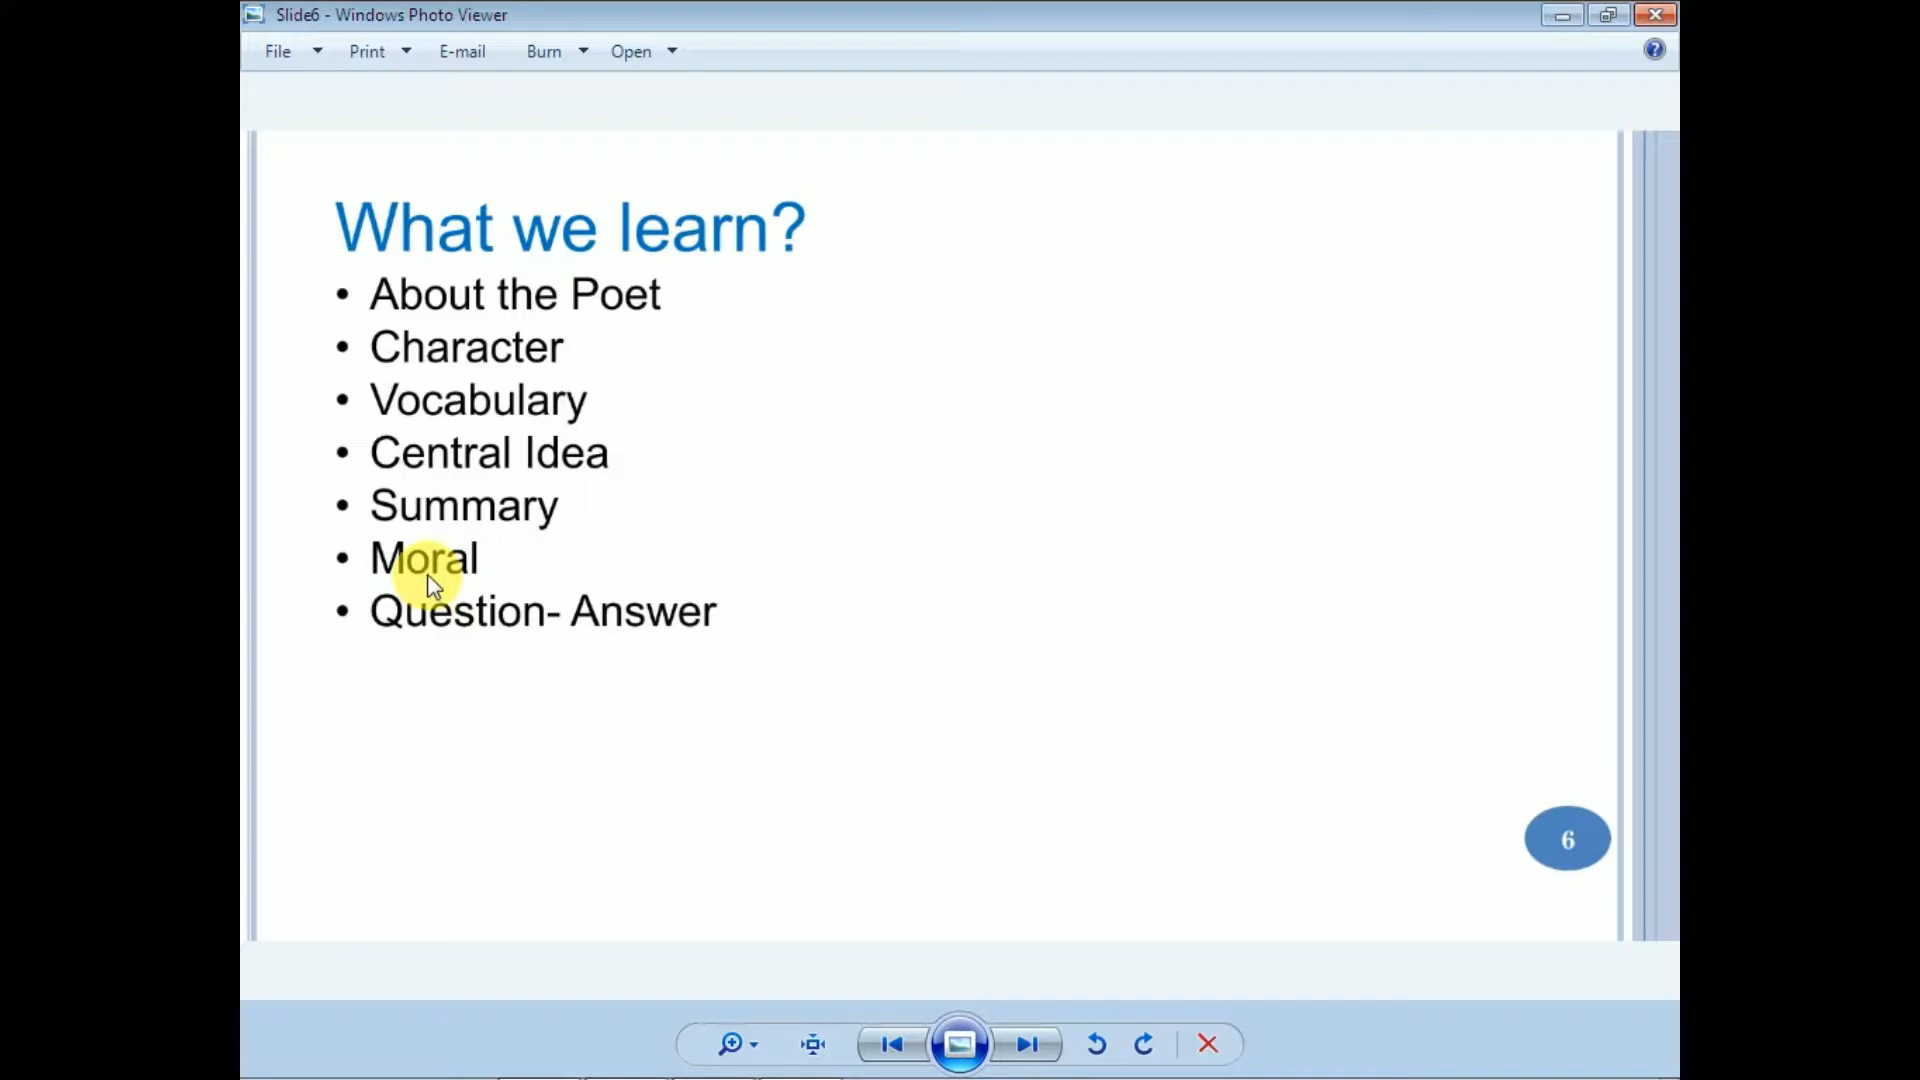 Slide6 - Windows Photo Viewer
File Print E-mail Burn Open
What we learn?
• About the Poet
• Character
• Vocabulary
• Central Idea
• Summary
• Moral
• Question- Answer
6